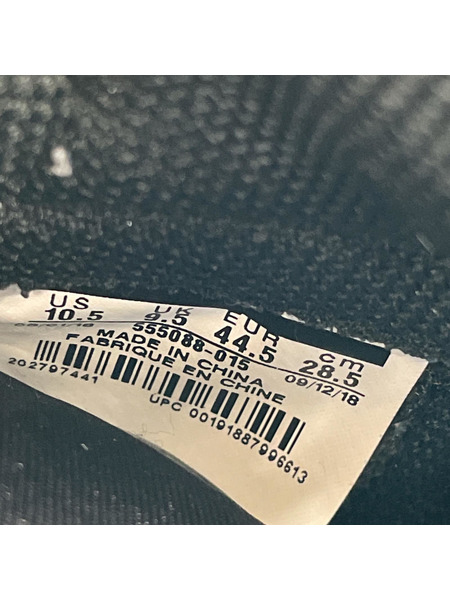 US UK EUR cm
10.5 9.5 44.5 28.5
09/12/18
555088-015
MADE IN CHINA
FABRIQUE EN CHINE
202797441
UPC 00191887996613